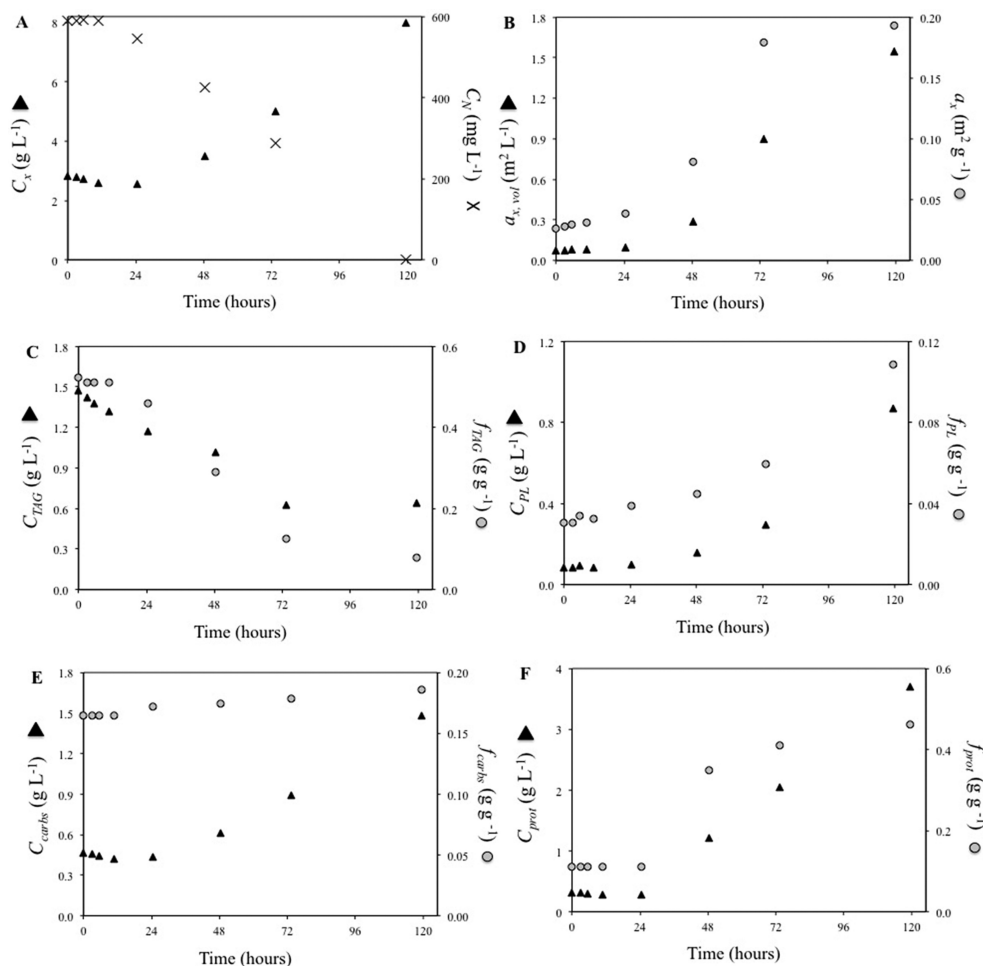 A
8
6
4
2
0
600
400
200
0
0 24 48 72 96 120
Time (hours)
Cₓ (g L⁻¹)
C_N (mg L⁻¹)
B
1.8
1.5
1.2
0.9
0.6
0.3
0.0
0.20
0.15
0.10
0.05
0.00
0 24 48 72 96 120
Time (hours)
a_x, vol (m² L⁻¹)
a_x (m² g⁻¹)
C
1.8
1.5
1.2
0.9
0.6
0.3
0.0
0.6
0.4
0.2
0.0
0 24 48 72 96 120
Time (hours)
C_TAG (g L⁻¹)
f_TAG (g g⁻¹)
D
1.2
0.8
0.4
0.0
0.12
0.08
0.04
0.00
0 24 48 72 96 120
Time (hours)
C_PL (g L⁻¹)
f_PL (g g⁻¹)
E
1.8
1.5
1.2
0.9
0.6
0.3
0.0
0.20
0.15
0.10
0.05
0.00
0 24 48 72 96 120
Time (hours)
C_carbs (g L⁻¹)
f_carbs (g g⁻¹)
F
4
3
2
1
0
0.6
0.4
0.2
0.0
0 24 48 72 96 120
Time (hours)
C_prot (g L⁻¹)
f_prot (g g⁻¹)